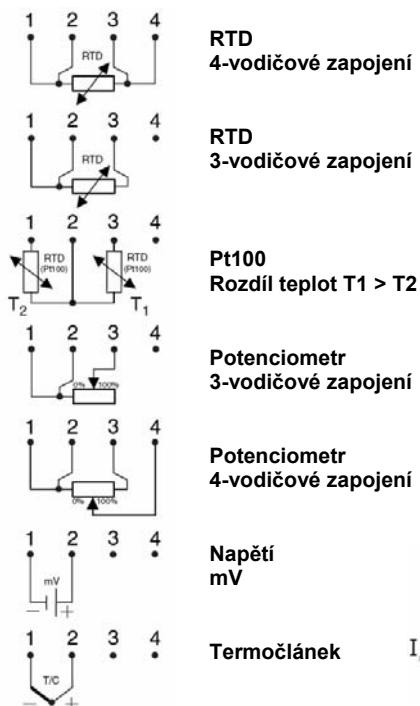 1 2 3 4
RTD
RTD
4-vodičové zapojení
1 2 3 4
RTD
RTD
3-vodičové zapojení
1 2 3 4
RTD
(Pt100)
RTD
(Pt100)
T2
T1
Pt100
Rozdíl teplot T1 > T2
1 2 3 4
0% 100%
Potenciometr
3-vodičové zapojení
1 2 3 4
0% 100%
Potenciometr
4-vodičové zapojení
1 2 3 4
mV
− +
Napětí
mV
1 2 3 4
T/C
− +
Termočlánek